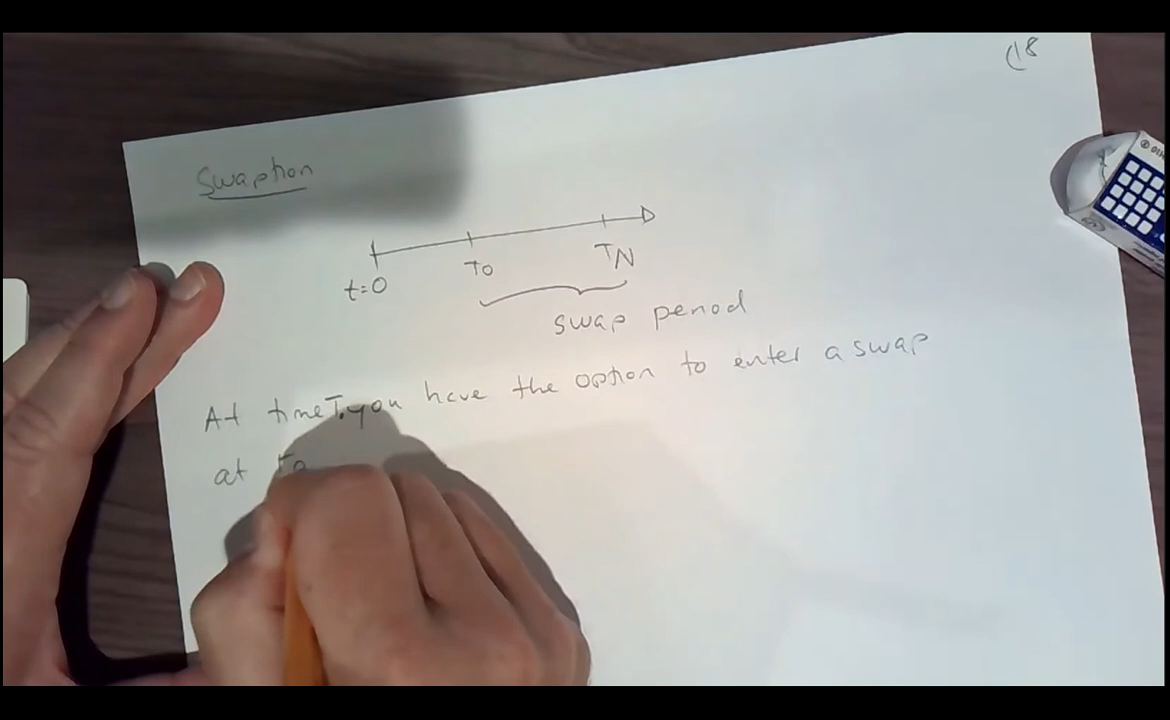 (18
Swaption
t=0 T0 TN
swap period
At time T0 you have the option to enter a swap
at